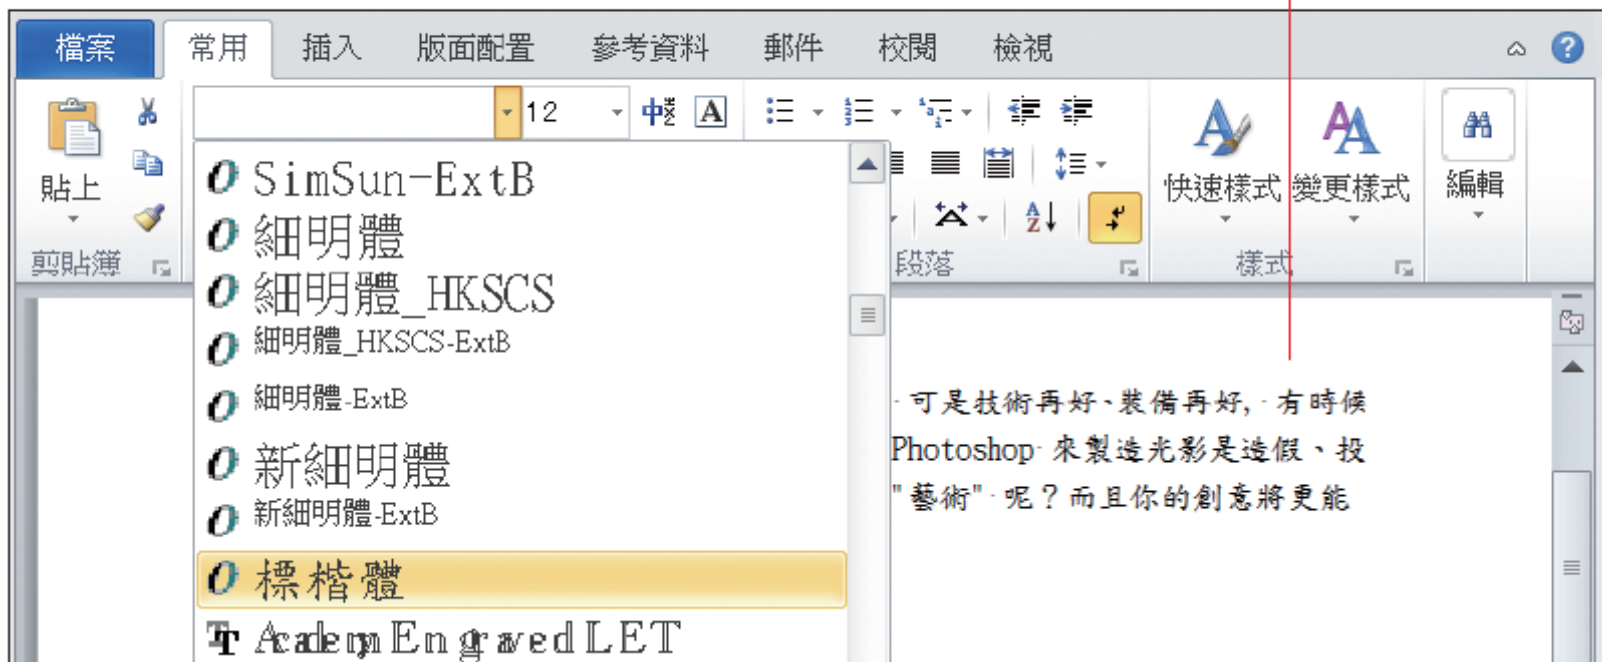 檔案 常用 插入 版面配置 參考資料 郵件 校閱 檢視
12 中 A
貼上 快速樣式 變更樣式 編輯
剪貼簿 段落 樣式
SimSun-ExtB
細明體
細明體_HKSCS
細明體_HKSCS-ExtB
細明體-ExtB
新細明體
新細明體-ExtB
標楷體
Academy Engraved LET
可是技術再好、裝備再好, 有時候
Photoshop 來製造光影是造假、投
"藝術" 呢？而且你的創意將更能